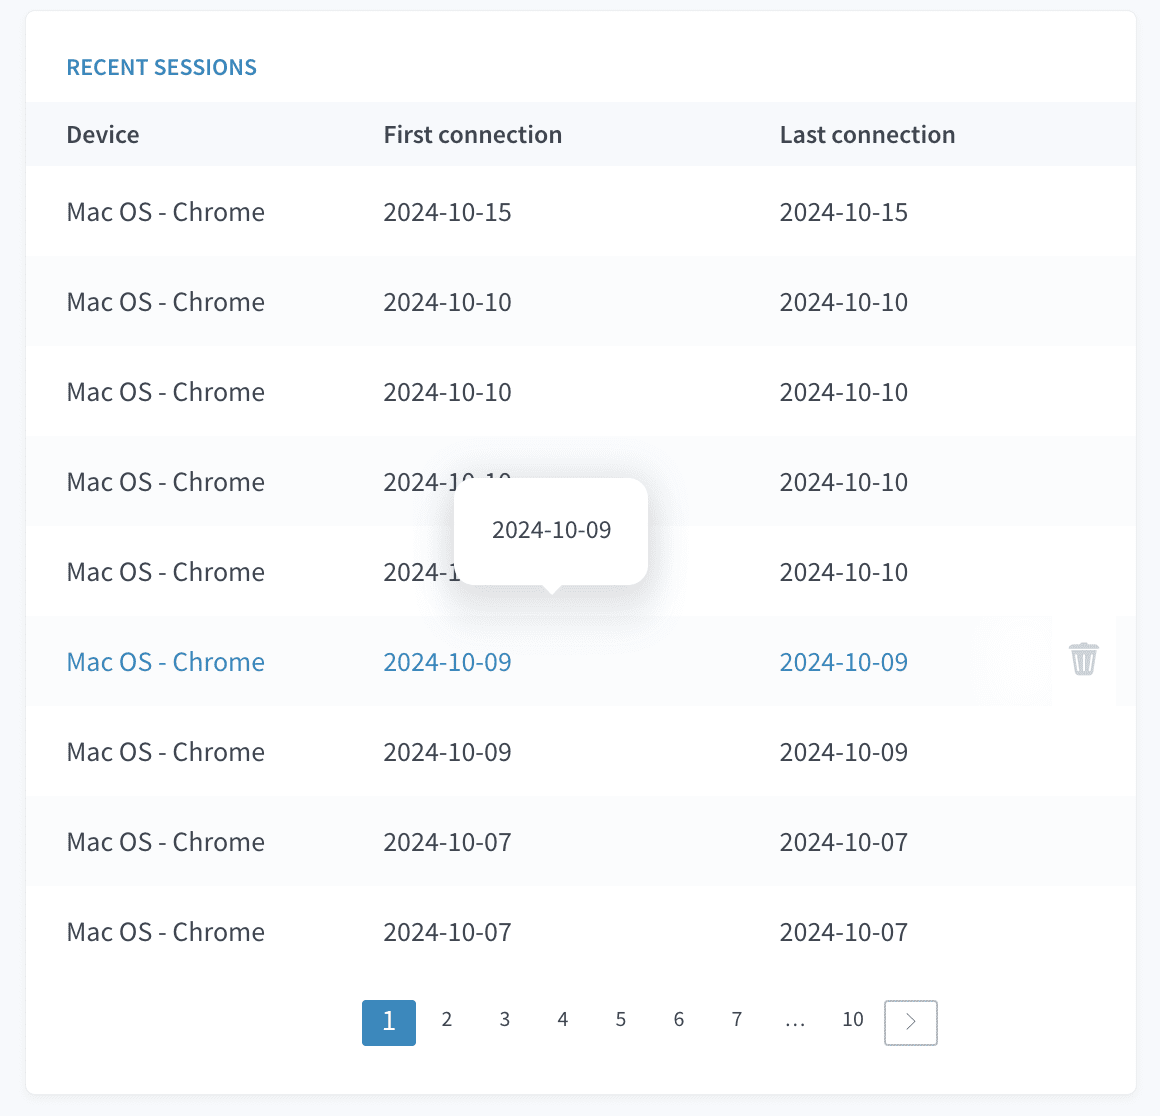 RECENT SESSIONS
Device First connection Last connection
Mac OS - Chrome 2024-10-15 2024-10-15
Mac OS - Chrome 2024-10-10 2024-10-10
Mac OS - Chrome 2024-10-10 2024-10-10
Mac OS - Chrome 2024-10-10 2024-10-10
2024-10-09
Mac OS - Chrome 2024-1 2024-10-10
Mac OS - Chrome 2024-10-09 2024-10-09
Mac OS - Chrome 2024-10-09 2024-10-09
Mac OS - Chrome 2024-10-07 2024-10-07
Mac OS - Chrome 2024-10-07 2024-10-07
1 2 3 4 5 6 7 ... 10